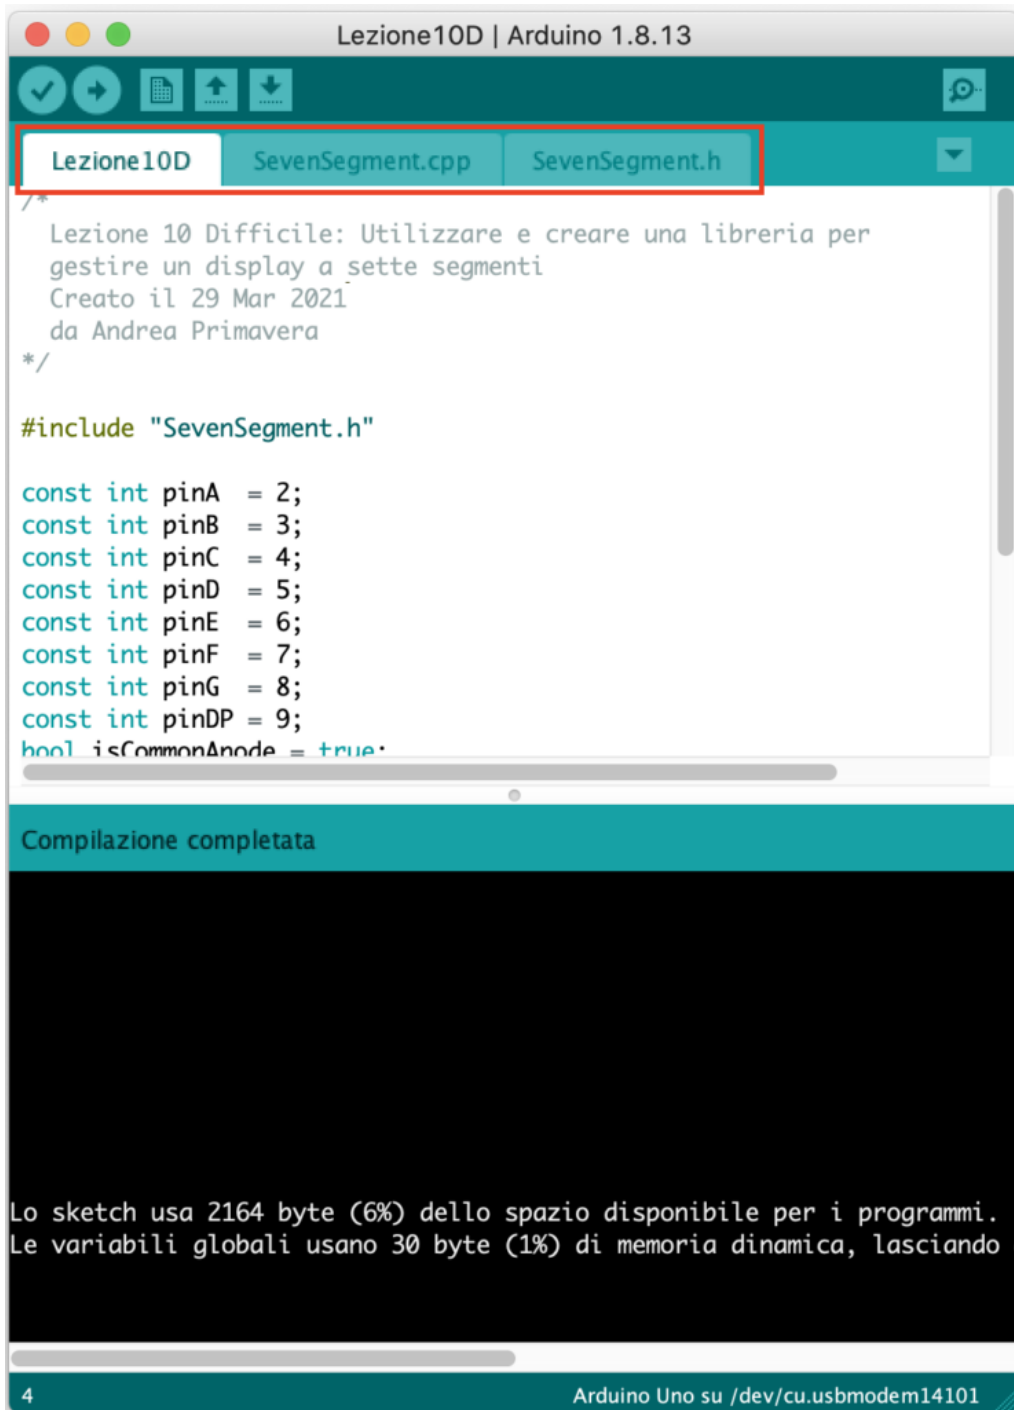 Lezione10D | Arduino 1.8.13
Lezione10D SevenSegment.cpp SevenSegment.h
/*
Lezione 10 Difficile: Utilizzare e creare una libreria per
gestire un display a sette segmenti
Creato il 29 Mar 2021
da Andrea Primavera
*/
#include "SevenSegment.h"
const int pinA = 2;
const int pinB = 3;
const int pinC = 4;
const int pinD = 5;
const int pinE = 6;
const int pinF = 7;
const int pinG = 8;
const int pinDP = 9;
bool isCommonAnode = true;
Compilazione completata
Lo sketch usa 2164 byte (6%) dello spazio disponibile per i programmi.
Le variabili globali usano 30 byte (1%) di memoria dinamica, lasciando
4 Arduino Uno su /dev/cu.usbmodem14101